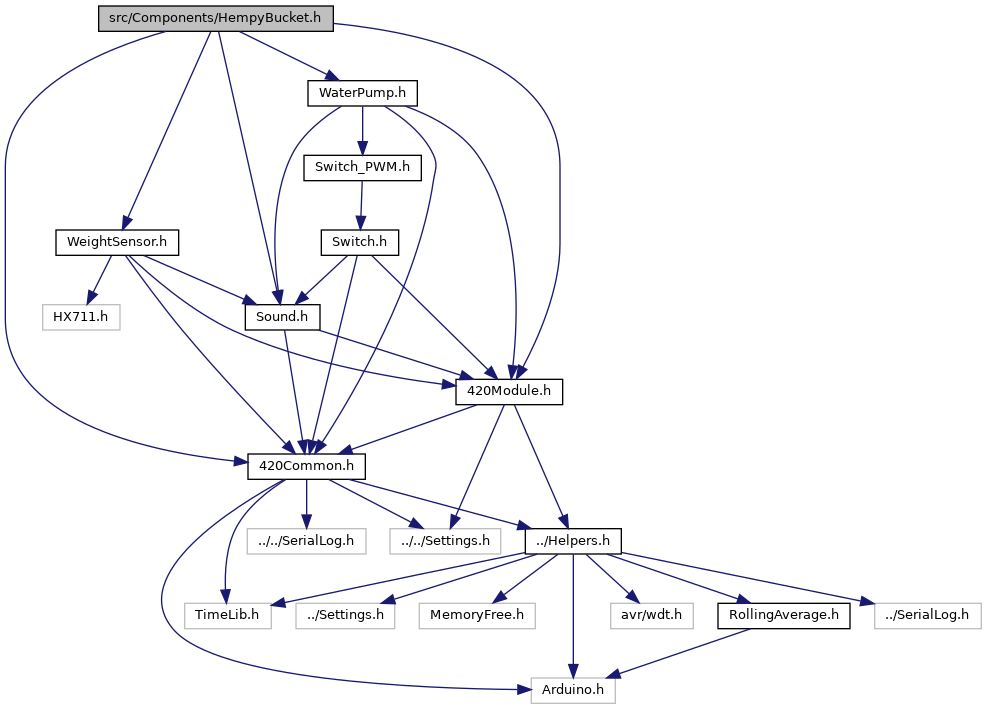 src/Components/HempyBucket.h
WaterPump.h
Switch_PWM.h
WeightSensor.h
Switch.h
HX711.h
Sound.h
420Module.h
420Common.h
../../SerialLog.h
../../Settings.h
../Helpers.h
TimeLib.h
../Settings.h
MemoryFree.h
avr/wdt.h
RollingAverage.h
../SerialLog.h
Arduino.h